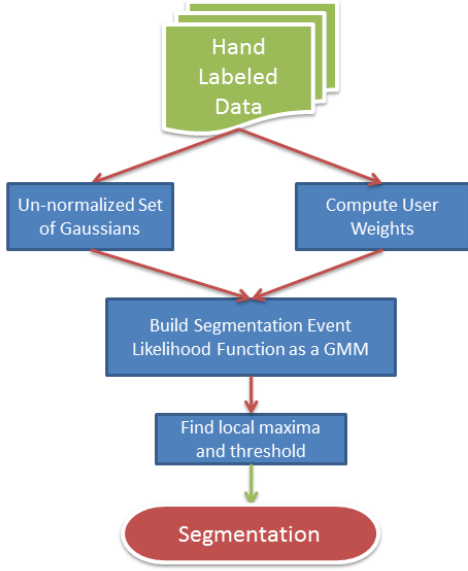 Hand
Labeled
Data
Un-normalized Set
of Gaussians
Compute User
Weights
Build Segmentation Event
Likelihood Function as a GMM
Find local maxima
and threshold
Segmentation